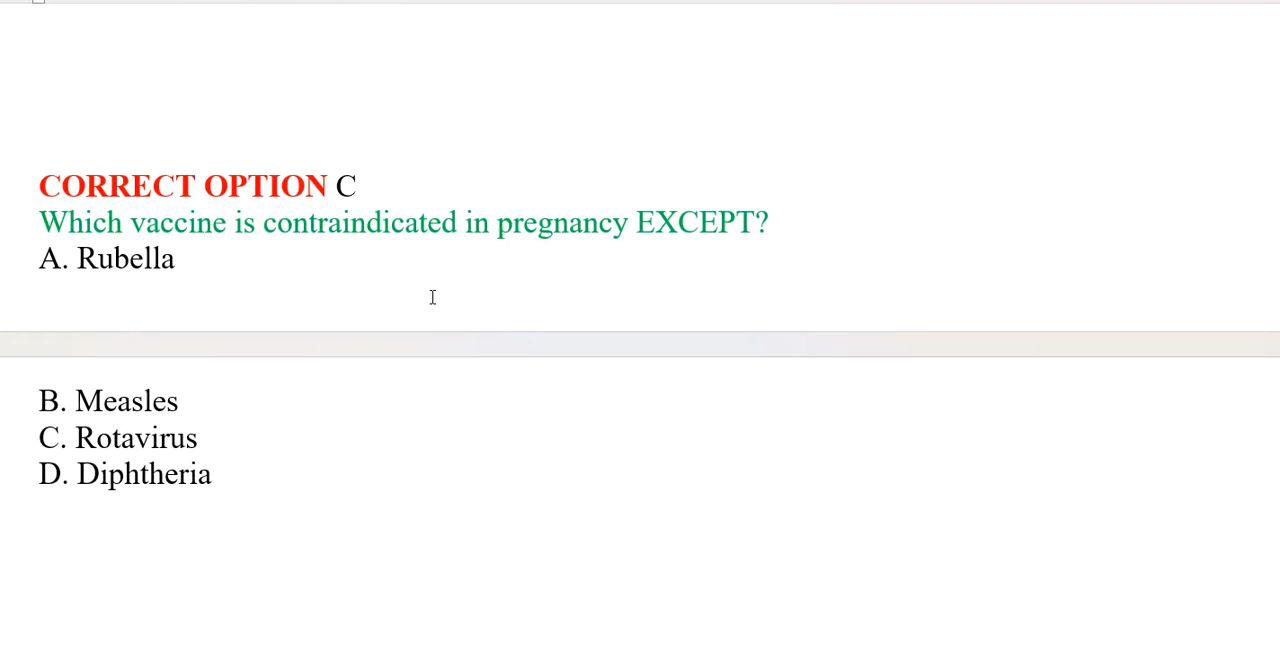 CORRECT OPTION C
Which vaccine is contraindicated in pregnancy EXCEPT?
A. Rubella
B. Measles
C. Rotavirus
D. Diphtheria